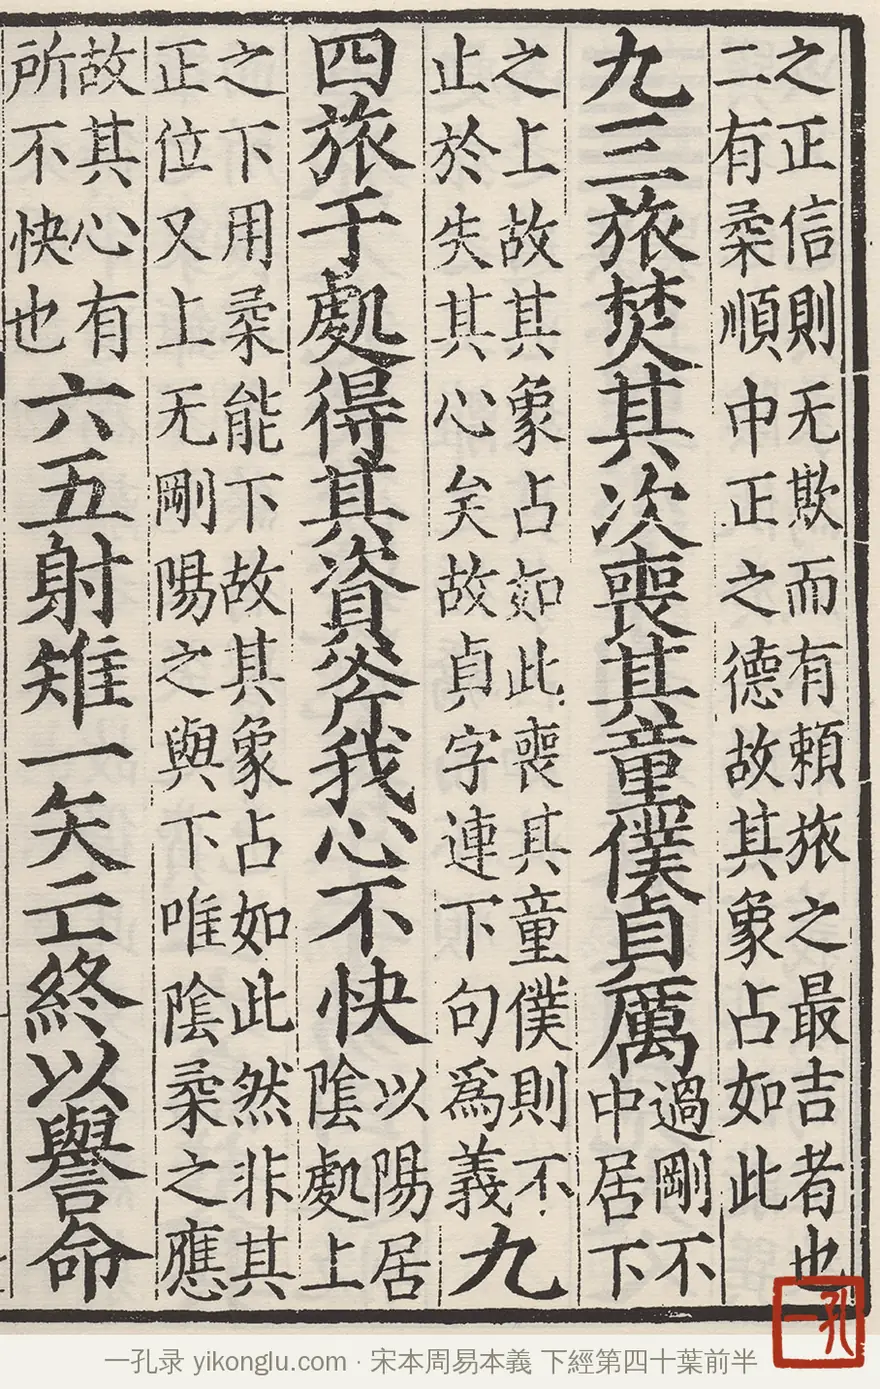 之正信則无欺而有頼旅之最吉者也
二有柔順中正之德故其象占如此
九三旅焚其次喪其童僕貞厲
過剛不
中居下
之上故其象占如此喪其童僕則不
止於失其心矣故貞字連下句爲義
九
四旅于處得其資斧我心不快
以陽居
陰處上
之下用柔能下故其象占如此然非其
正位又上无剛陽之與下唯陰柔之應
故其心有
所不快也
六五射雉一矢亡終以譽命
一孔
一孔录 yikonglu.com · 宋本周易本義 下經第四十葉前半